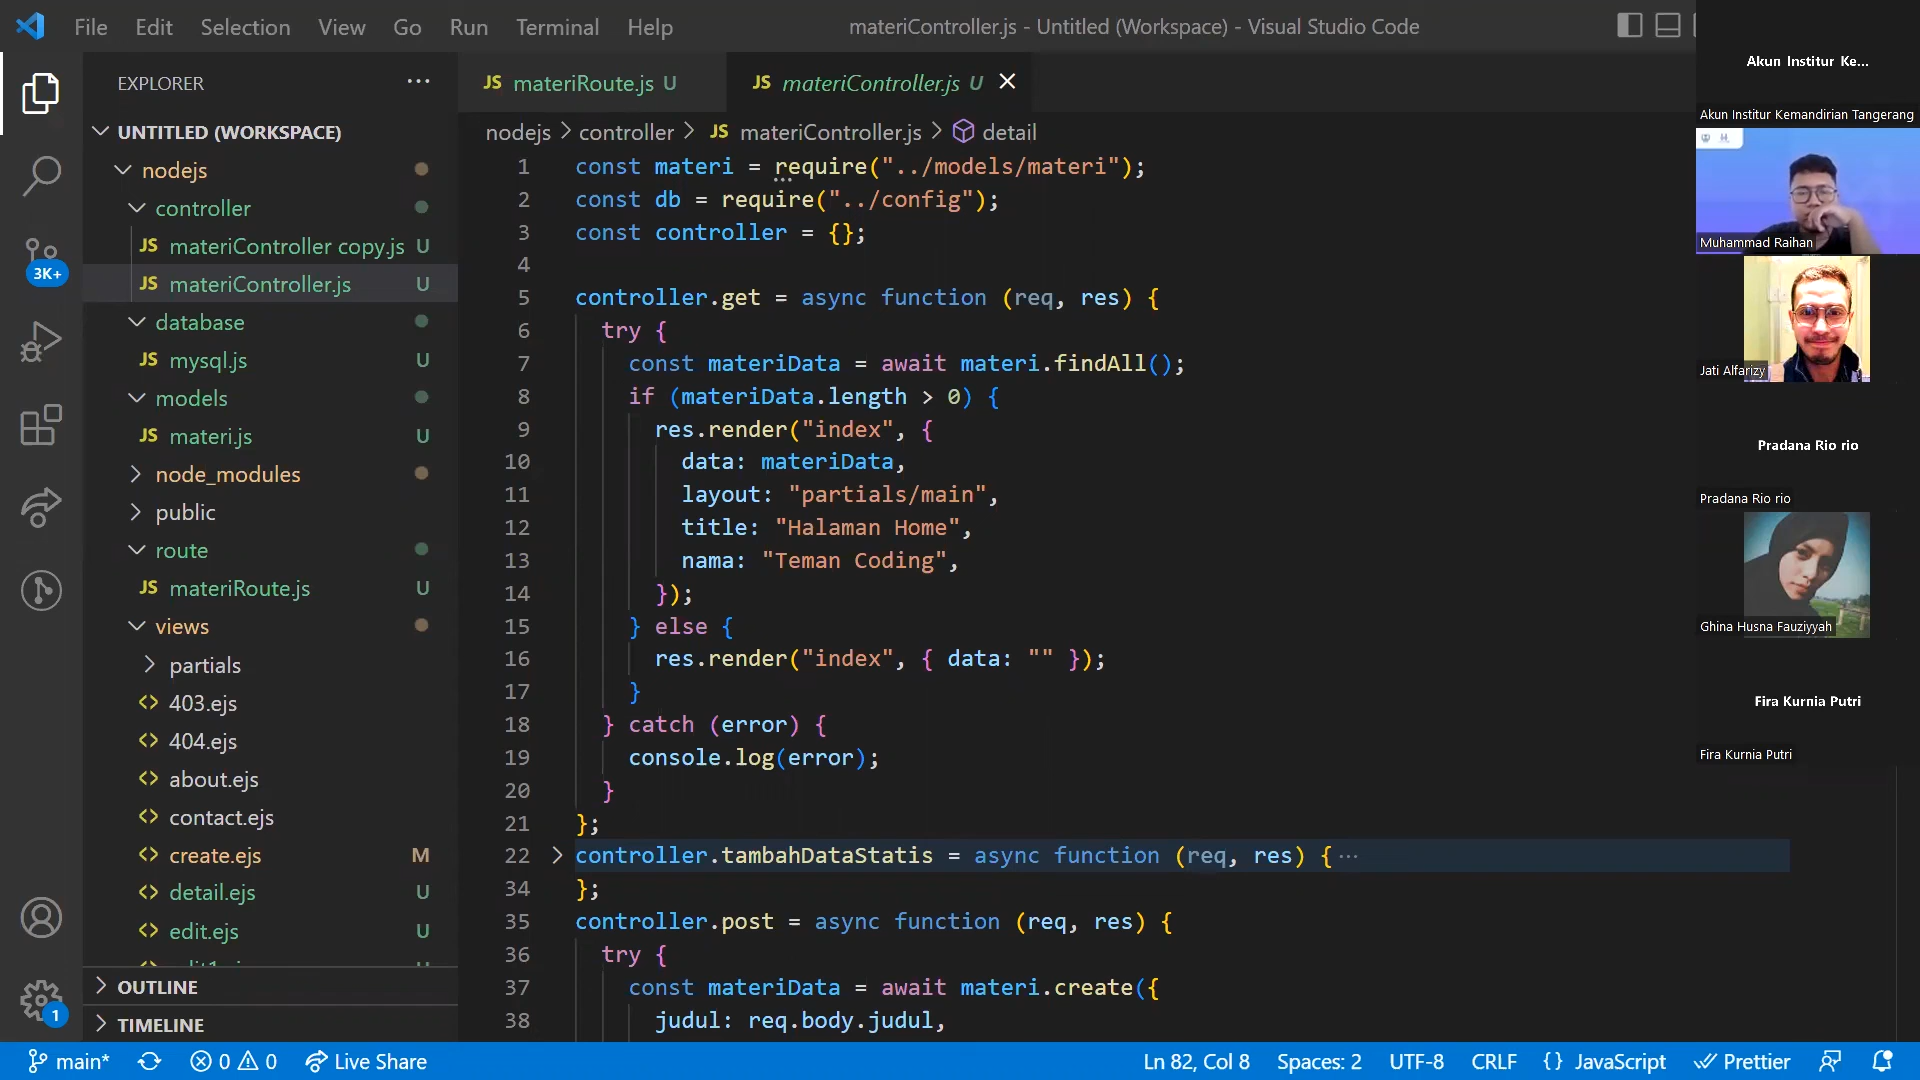 File Edit Selection View Go Run Terminal Help
materiController.js - Untitled (Workspace) - Visual Studio Code
EXPLORER
UNTITLED (WORKSPACE)
nodejs
controller
JS materiController copy.js U
JS materiController.js U
database
JS mysql.js U
models
JS materi.js U
node_modules
public
route
JS materiRoute.js U
views
partials
403.ejs
404.ejs
about.ejs
contact.ejs
create.ejs M
detail.ejs U
edit.ejs U
OUTLINE
TIMELINE
3K+
1
JS materiRoute.js U
JS materiController.js U
nodejs > controller > JS materiController.js > detail
1 const materi = require("../models/materi");
2 const db = require("../config");
3 const controller = {};
4
5 controller.get = async function (req, res) {
6 try {
7 const materiData = await materi.findAll();
8 if (materiData.length > 0) {
9 res.render("index", {
10 data: materiData,
11 layout: "partials/main",
12 title: "Halaman Home",
13 nama: "Teman Coding",
14 });
15 } else {
16 res.render("index", { data: "" });
17 }
18 } catch (error) {
19 console.log(error);
20 }
21 };
22 controller.tambahDataStatis = async function (req, res) {···
34 };
35 controller.post = async function (req, res) {
36 try {
37 const materiData = await materi.create({
38 judul: req.body.judul,
Akun Institur Ke...
Akun Institur Kemandirian Tangerang
Muhammad Raihan
Jati Alfarizy
Pradana Rio rio
Pradana Rio rio
Ghina Husna Fauziyyah
Fira Kurnia Putri
Fira Kurnia Putri
main* 0 0 Live Share
Ln 82, Col 8 Spaces: 2 UTF-8 CRLF {} JavaScript Prettier